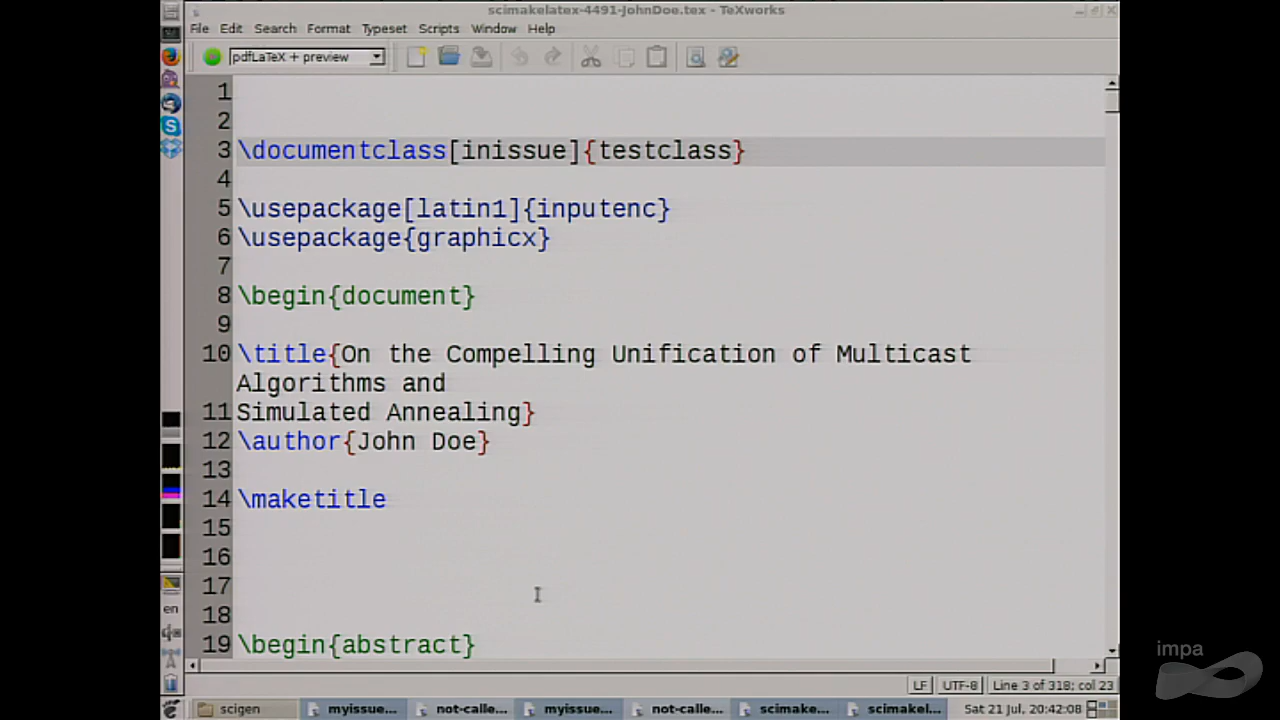 scimakelatex-4491-JohnDoe.tex - TeXworks
File Edit Search Format Typeset Scripts Window Help
pdfLaTeX + preview
1
2
3 \documentclass[inissue]{testclass}
4
5 \usepackage[latin1]{inputenc}
6 \usepackage{graphicx}
7
8 \begin{document}
9
10 \title{On the Compelling Unification of Multicast
Algorithms and
11 Simulated Annealing}
12 \author{John Doe}
13
14 \maketitle
15
16
17
18
19 \begin{abstract}
en
LF UTF-8 Line 3 of 318; col 23
scigen myissue... not-calle... myissue... not-calle... scimake... scimakel... Sat 21 Jul, 20:42:08
impa